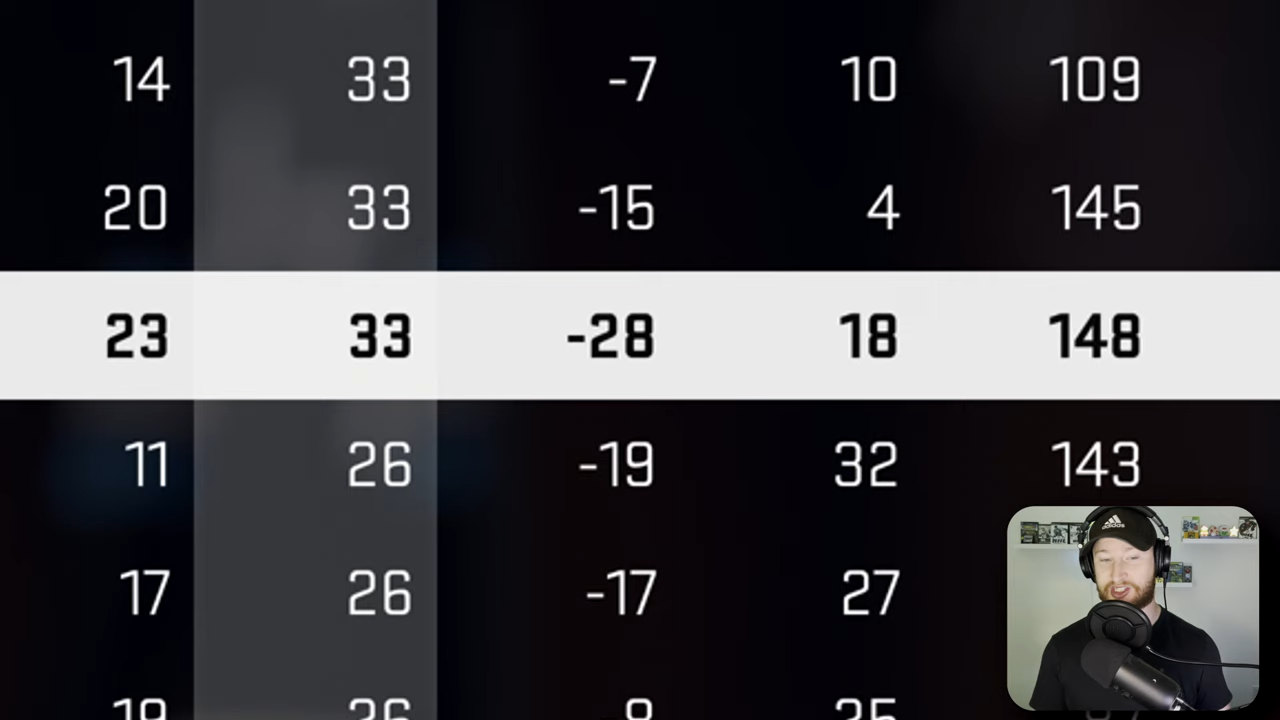 14 33 -7 10 109
20 33 -15 4 145
23 33 -28 18 148
11 26 -19 32 143
17 26 -17 27
adidas